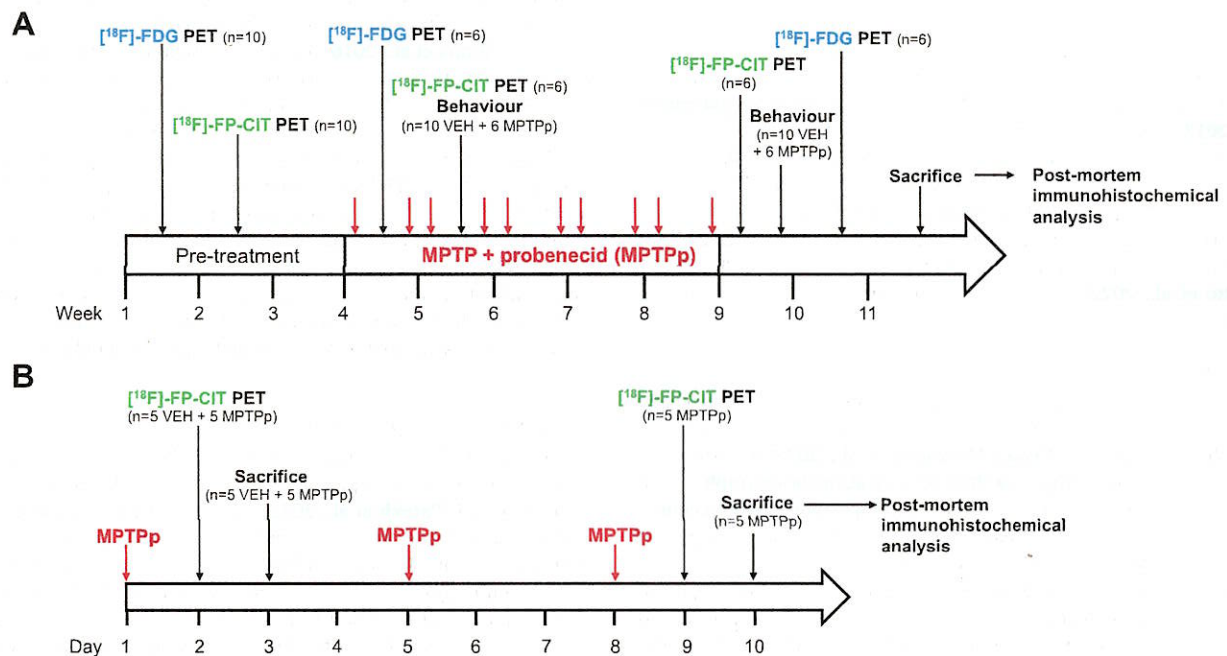 A
[¹⁸F]-FDG PET (n=10)
[¹⁸F]-FP-CIT PET (n=10)
[¹⁸F]-FDG PET (n=6)
[¹⁸F]-FP-CIT PET (n=6)
Behaviour
(n=10 VEH + 6 MPTPp)
[¹⁸F]-FDG PET (n=6)
[¹⁸F]-FP-CIT PET
(n=6)
Behaviour
(n=10 VEH
+ 6 MPTPp)
Sacrifice
Post-mortem
immunohistochemical
analysis
Pre-treatment
MPTP + probenecid (MPTPp)
Week 1 2 3 4 5 6 7 8 9 10 11
B
[¹⁸F]-FP-CIT PET
(n=5 VEH + 5 MPTPp)
Sacrifice
(n=5 VEH + 5 MPTPp)
[¹⁸F]-FP-CIT PET
(n=5 MPTPp)
Sacrifice
(n=5 MPTPp)
Post-mortem
immunohistochemical
analysis
MPTPp
MPTPp
MPTPp
Day 1 2 3 4 5 6 7 8 9 10